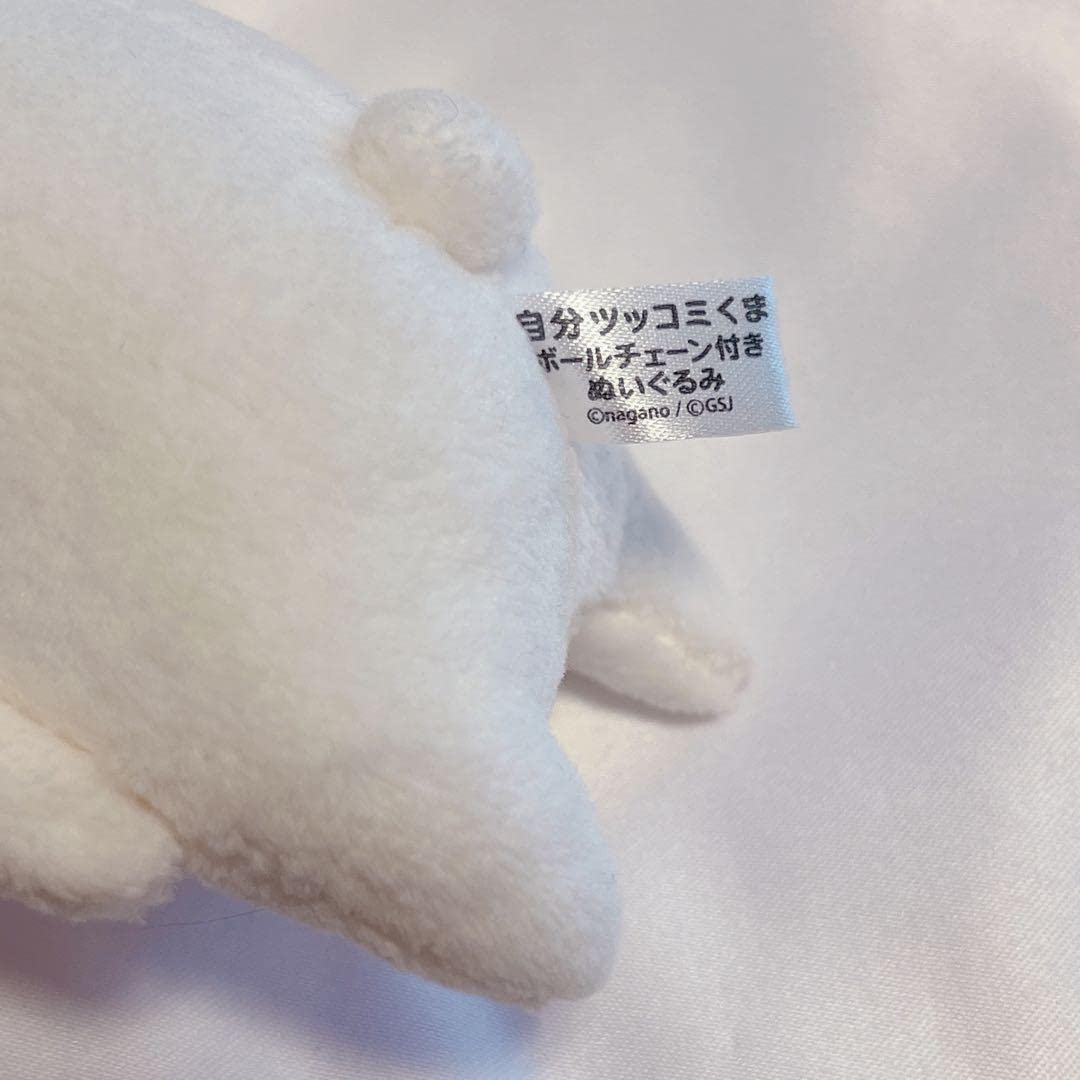 自分ツッコミくま
ボールチェーン付き
ぬいぐるみ
©nagano / ©GSJ